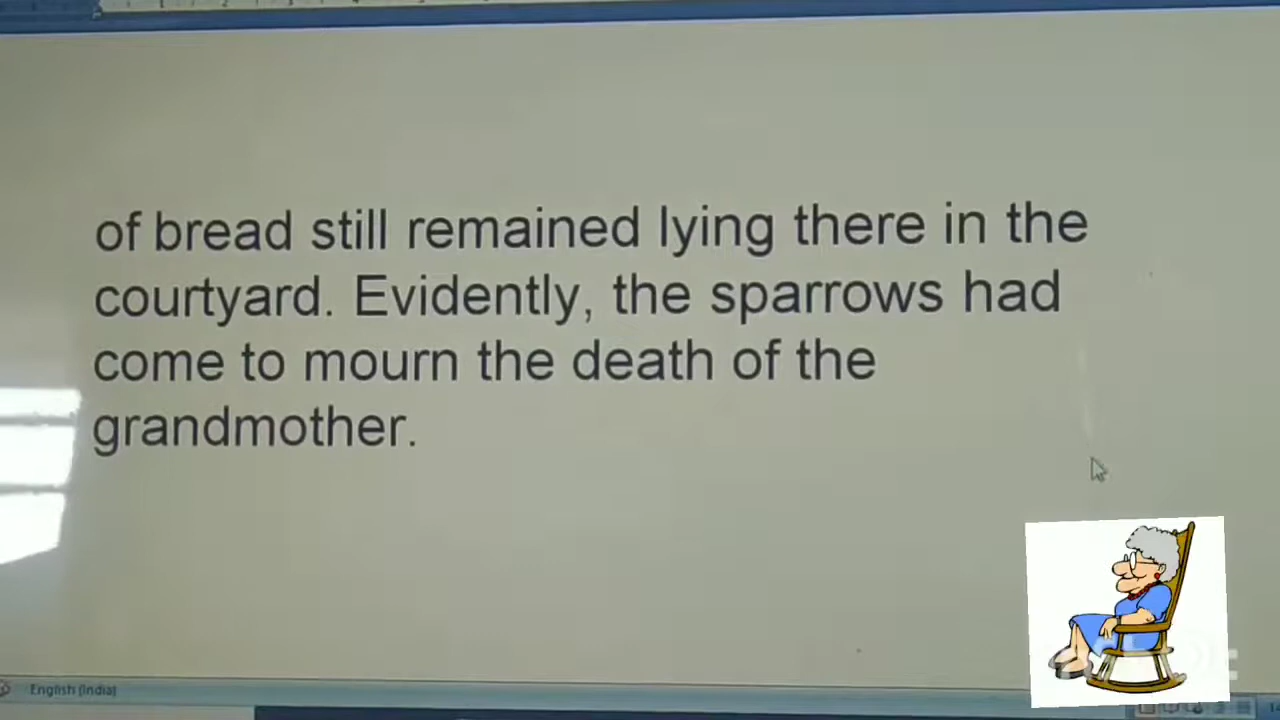 of bread still remained lying there in the
courtyard. Evidently, the sparrows had
come to mourn the death of the
grandmother.
English (India)